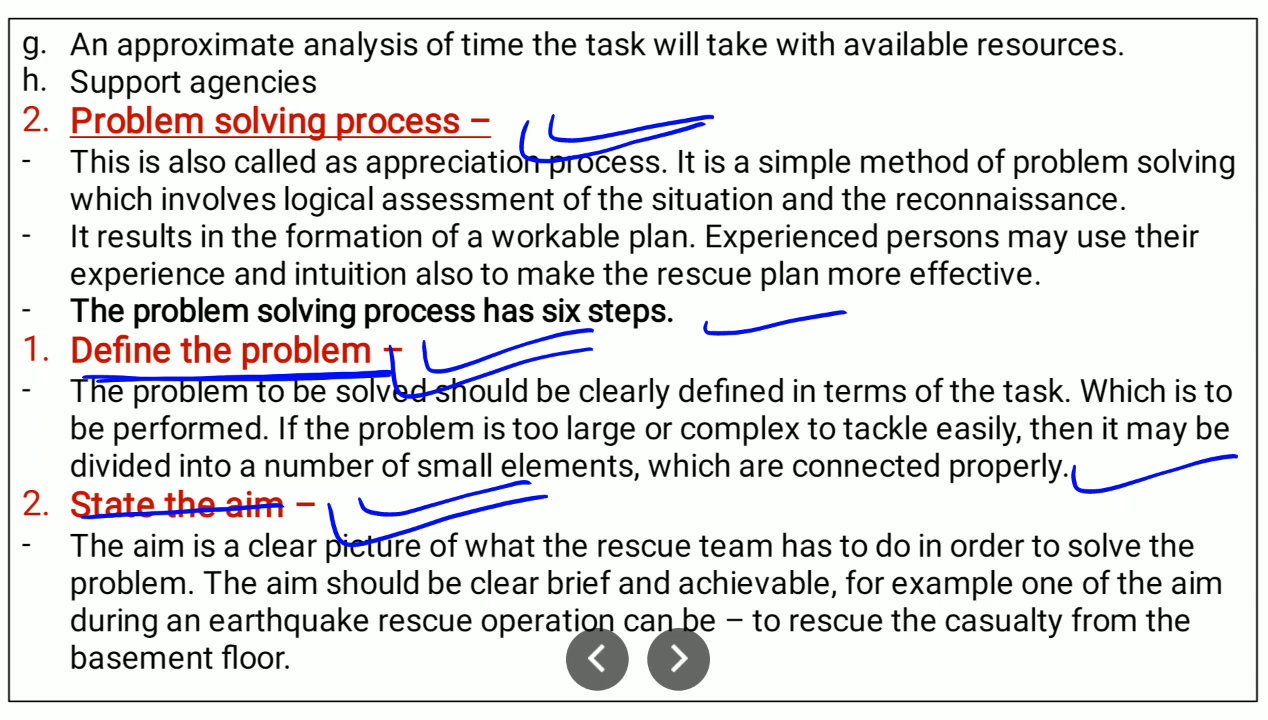 g. An approximate analysis of time the task will take with available resources.
h. Support agencies
2. Problem solving process –
- This is also called as appreciation process. It is a simple method of problem solving
which involves logical assessment of the situation and the reconnaissance.
- It results in the formation of a workable plan. Experienced persons may use their
experience and intuition also to make the rescue plan more effective.
- The problem solving process has six steps.
1. Define the problem –
- The problem to be solved should be clearly defined in terms of the task. Which is to
be performed. If the problem is too large or complex to tackle easily, then it may be
divided into a number of small elements, which are connected properly.
2. State the aim –
- The aim is a clear picture of what the rescue team has to do in order to solve the
problem. The aim should be clear brief and achievable, for example one of the aim
during an earthquake rescue operation can be – to rescue the casualty from the
basement floor.